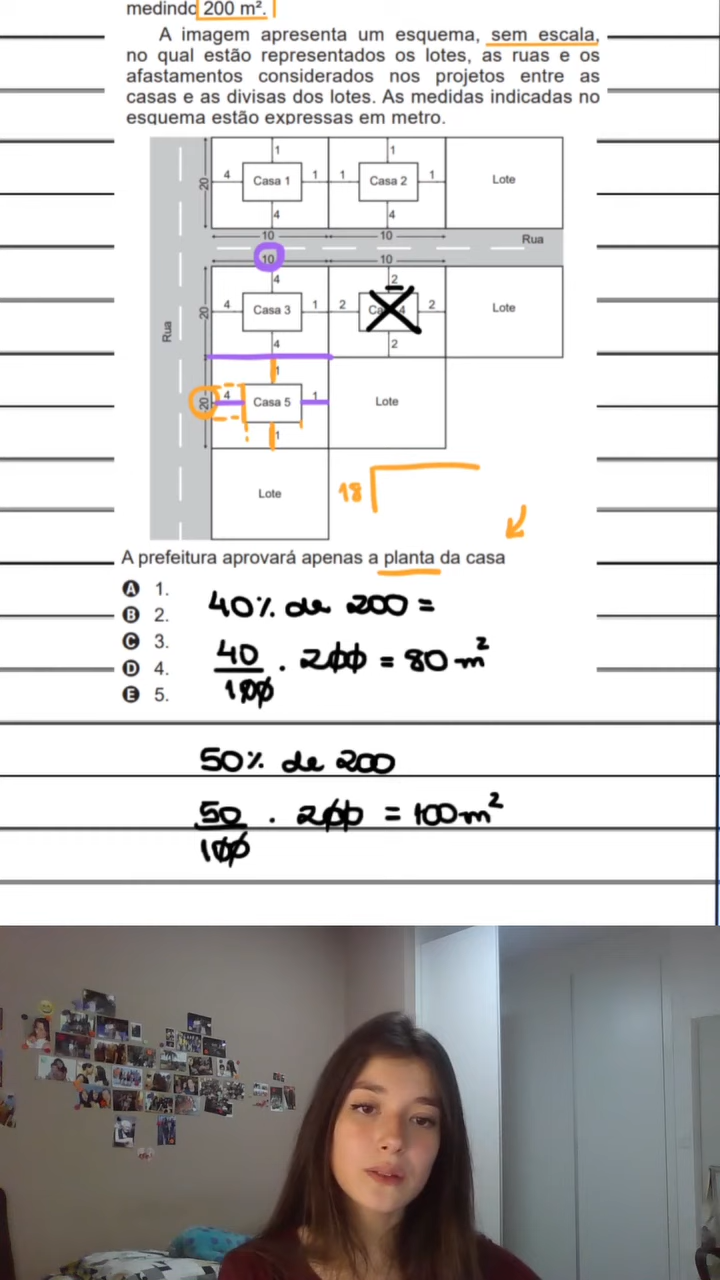 medindo 200 m².
A imagem apresenta um esquema, sem escala,
no qual estão representados os lotes, as ruas e os
afastamentos considerados nos projetos entre as
casas e as divisas dos lotes. As medidas indicadas no
esquema estão expressas em metro.
1 1
20 4 Casa 1 1 1 Casa 2 1 Lote
4 4
10 10 Rua
10 10
4 2
Rua 20 4 Casa 3 1 2 2 Lote
4 2
1
20 4 Casa 5 1 Lote
1
Lote
18
A prefeitura aprovará apenas a planta da casa
A 1.
B 2.
C 3.
D 4.
E 5.
40% de 200 =
40/100 . 200 = 80 m²
50% de 200
50/100 . 200 = 100 m²